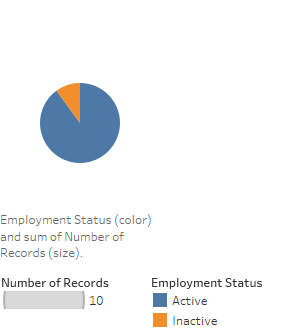 Employment Status (color)
and sum of Number of
Records (size).
Number of Records
10
Employment Status
Active
Inactive